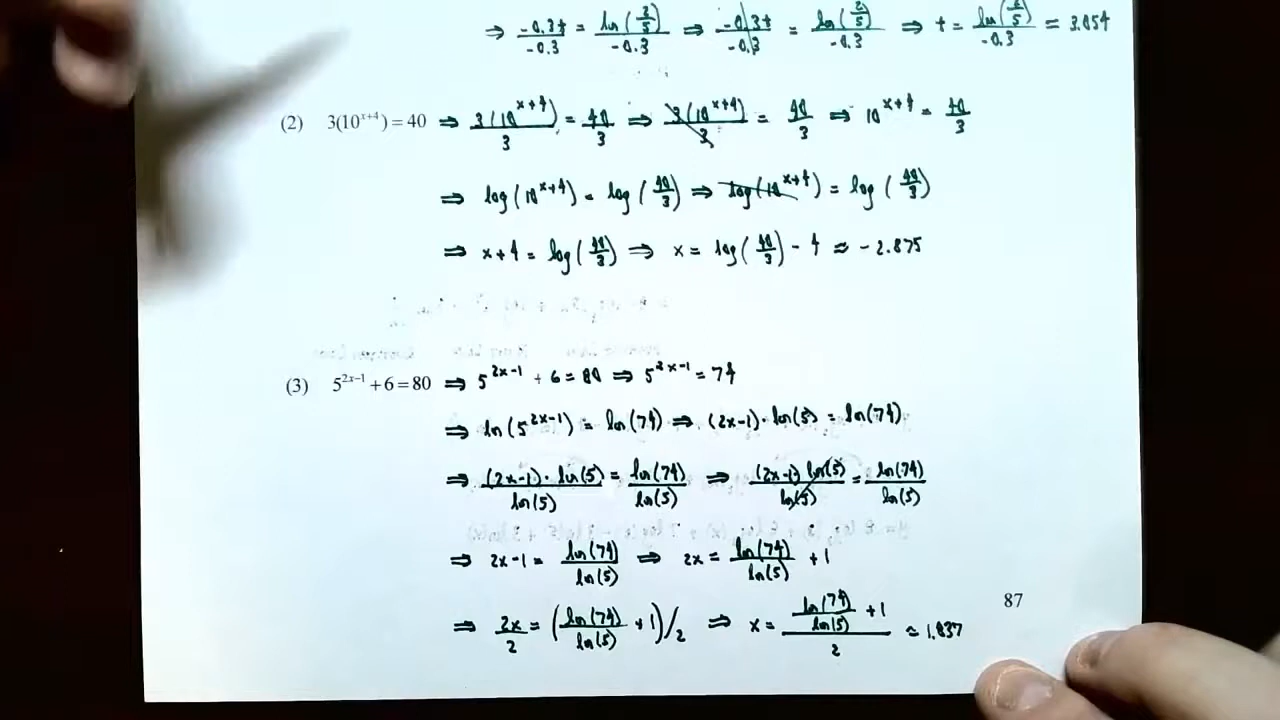 ⇒ -0.3t/-0.3 = ln(2/5)/-0.3 ⇒ -0.3t/-0.3 = ln(2/5)/-0.3 ⇒ t = ln(2/5)/-0.3 = 3.054
(2) 3(10^(x+4)) = 40 ⇒ 3(10^(x+4))/3 = 40/3 ⇒ 3(10^(x+4))/3 = 40/3 ⇒ 10^(x+4) = 40/3
⇒ log(10^(x+4)) = log(40/3) ⇒ log(10^(x+4)) = log(40/3)
⇒ x+4 = log(40/3) ⇒ x = log(40/3) - 4 ≈ -2.875
(3) 5^(2x-1) + 6 = 80 ⇒ 5^(2x-1) + 6 = 80 ⇒ 5^(2x-1) = 74
⇒ ln(5^(2x-1)) = ln(74) ⇒ (2x-1)·ln(5) = ln(74)
⇒ (2x-1)·ln(5)/ln(5) = ln(74)/ln(5) ⇒ (2x-1) ln(5)/ln(5) = ln(74)/ln(5)
⇒ 2x-1 = ln(74)/ln(5) ⇒ 2x = ln(74)/ln(5) + 1
⇒ 2x/2 = (ln(74)/ln(5) + 1)/2 ⇒ x = (ln(74)/ln(5) + 1)/2 ≈ 1.837
87